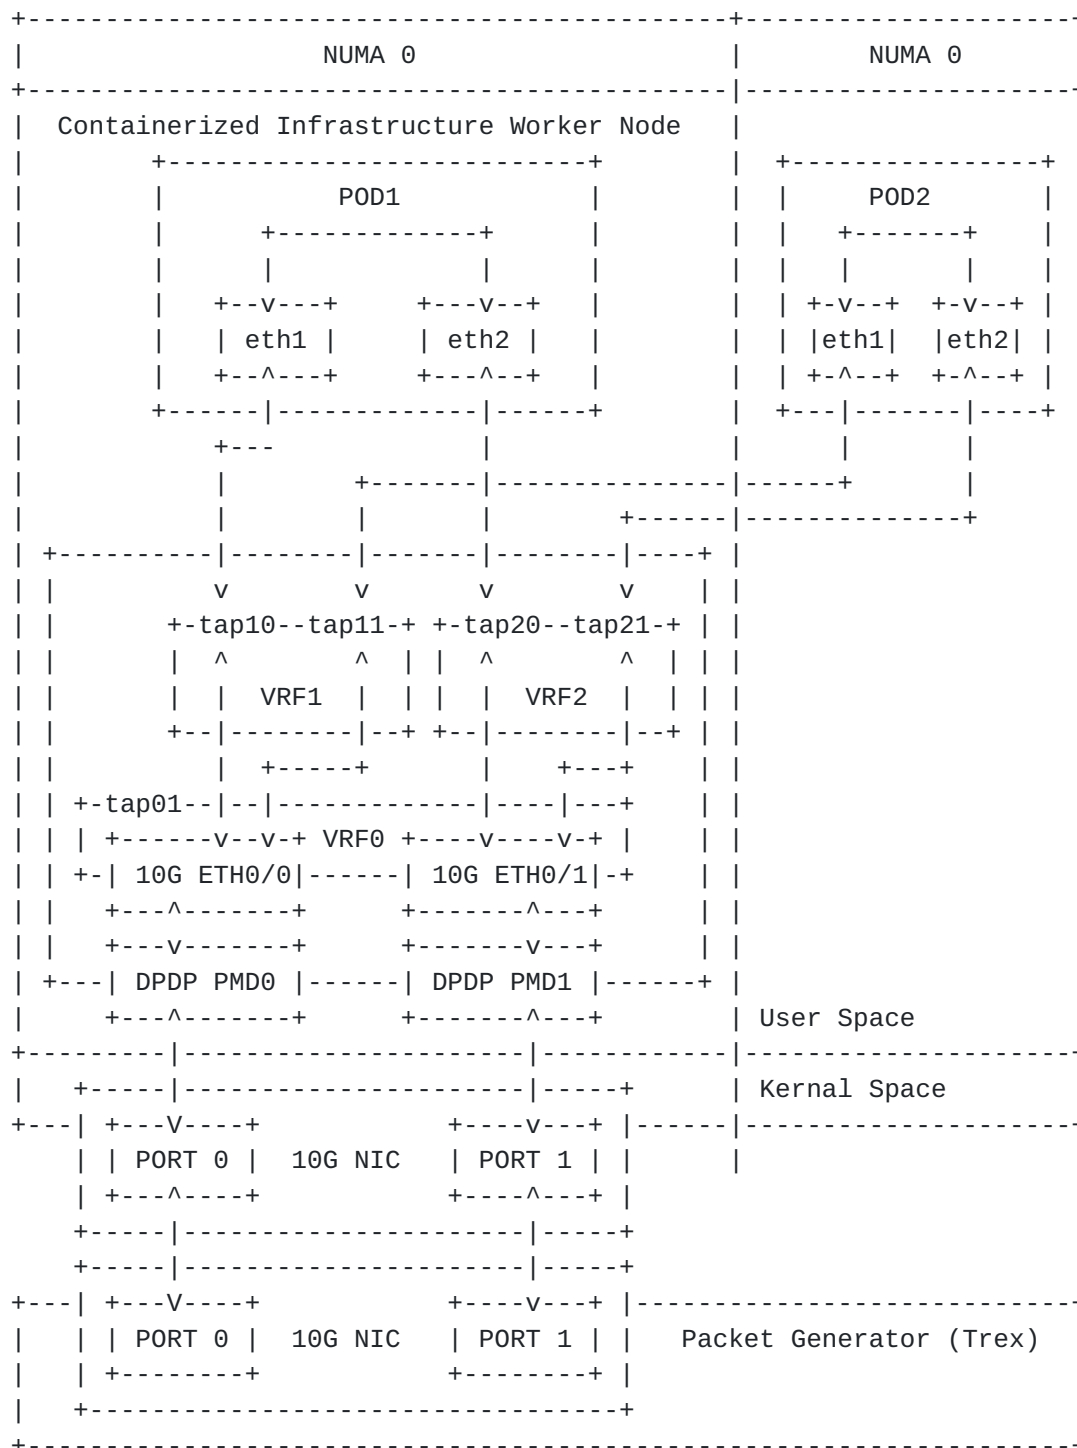 NUMA 0 NUMA 0
Containerized Infrastructure Worker Node
POD1 POD2
eth1 eth2 eth1 eth2
tap10--tap11 tap20--tap21
VRF1 VRF2
tap01
VRF0
10G ETH0/0 10G ETH0/1
DPDP PMD0 DPDP PMD1
User Space
Kernal Space
PORT 0 10G NIC PORT 1
PORT 0 10G NIC PORT 1 Packet Generator (Trex)